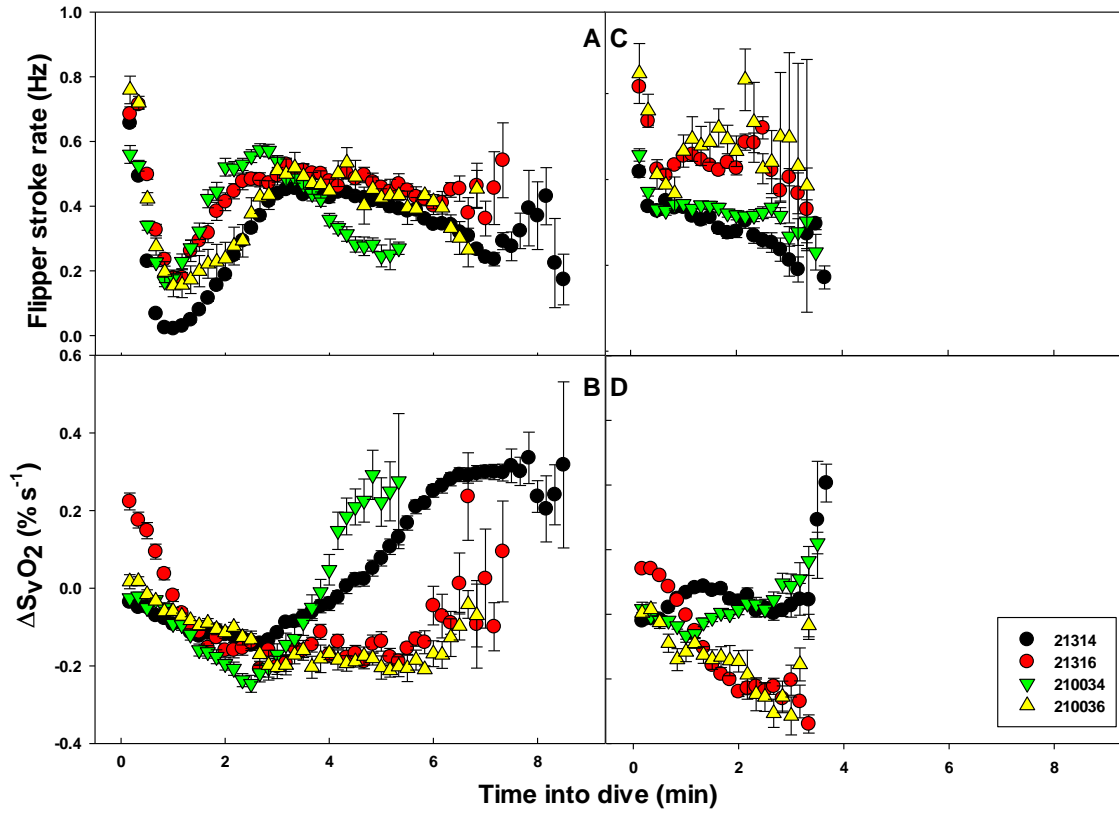 1.0
0.8
0.6
0.4
0.2
0.0
Flipper stroke rate (Hz)
A
C
0.6
0.4
0.2
0.0
-0.2
-0.4
ΔSvO2 (% s-1)
B
D
21314
21316
210034
210036
0 2 4 6 8 0 2 4 6 8
Time into dive (min)